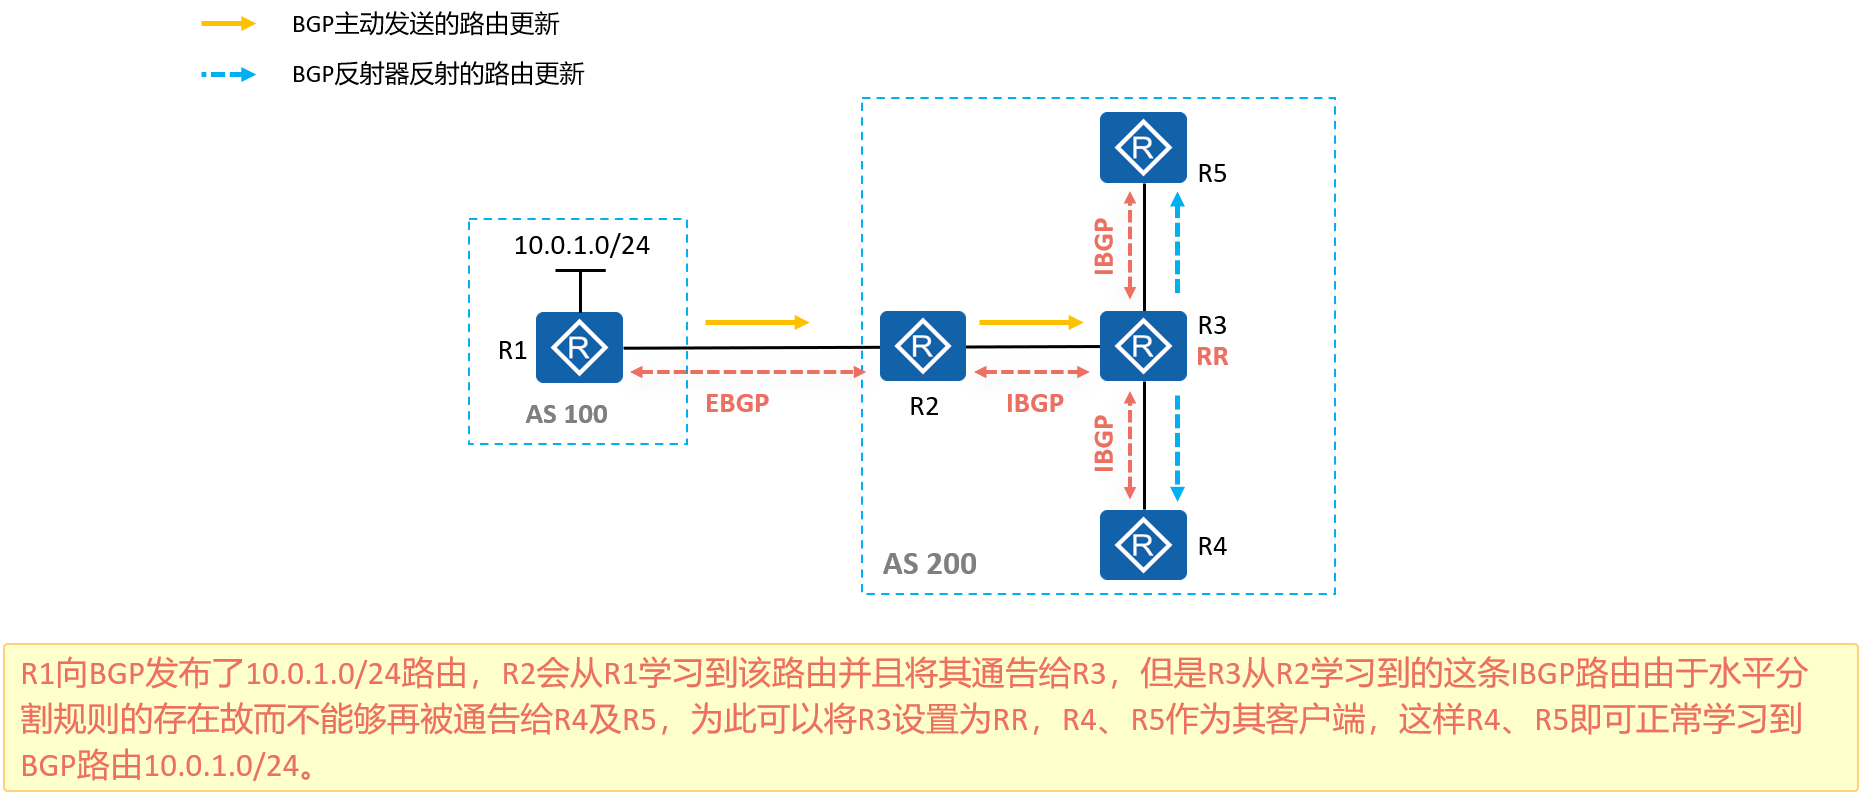 BGP主动发送的路由更新
BGP反射器反射的路由更新
R
R5
10.0.1.0/24
IBGP
R1
R
R
R
R3
RR
EBGP
IBGP
AS 100
R2
IBGP
R
R4
AS 200
R1向BGP发布了10.0.1.0/24路由，R2会从R1学习到该路由并且将其通告给R3，但是R3从R2学习到的这条IBGP路由由于水平分
割规则的存在故而不能够再被通告给R4及R5，为此可以将R3设置为RR，R4、R5作为其客户端，这样R4、R5即可正常学习到
BGP路由10.0.1.0/24。